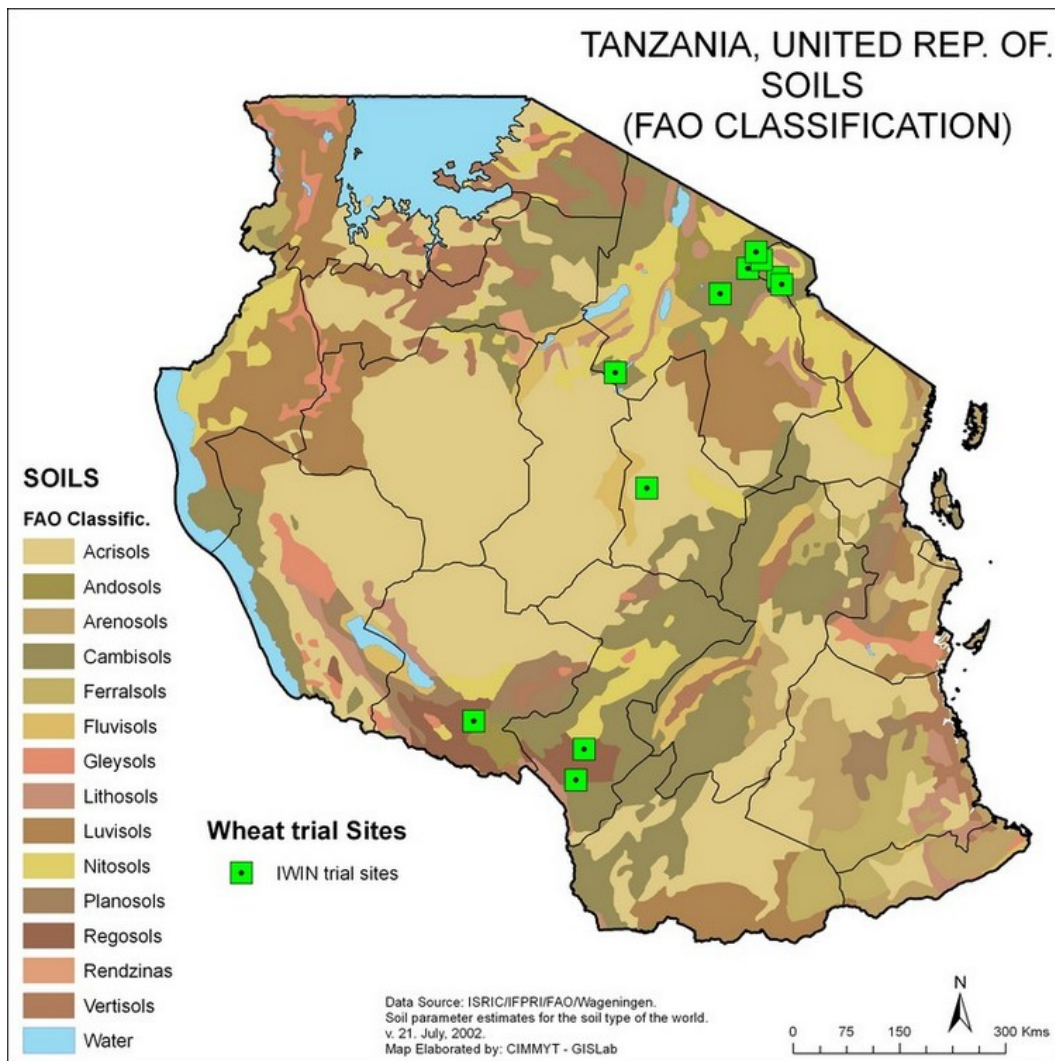 TANZANIA, UNITED REP. OF.
SOILS
(FAO CLASSIFICATION)
SOILS
FAO Classific.
Acrisols
Andosols
Arenosols
Cambisols
Ferralsols
Fluvisols
Gleysols
Lithosols
Luvisols
Nitosols
Planosols
Regosols
Rendzinas
Vertisols
Water
Wheat trial Sites
IWIN trial sites
Data Source: ISRIC/IFPRI/FAO/Wageningen.
Soil parameter estimates for the soil type of the world.
v. 21. July, 2002.
Map Elaborated by: CIMMYT - GISLab
N
0 75 150 300 Kms